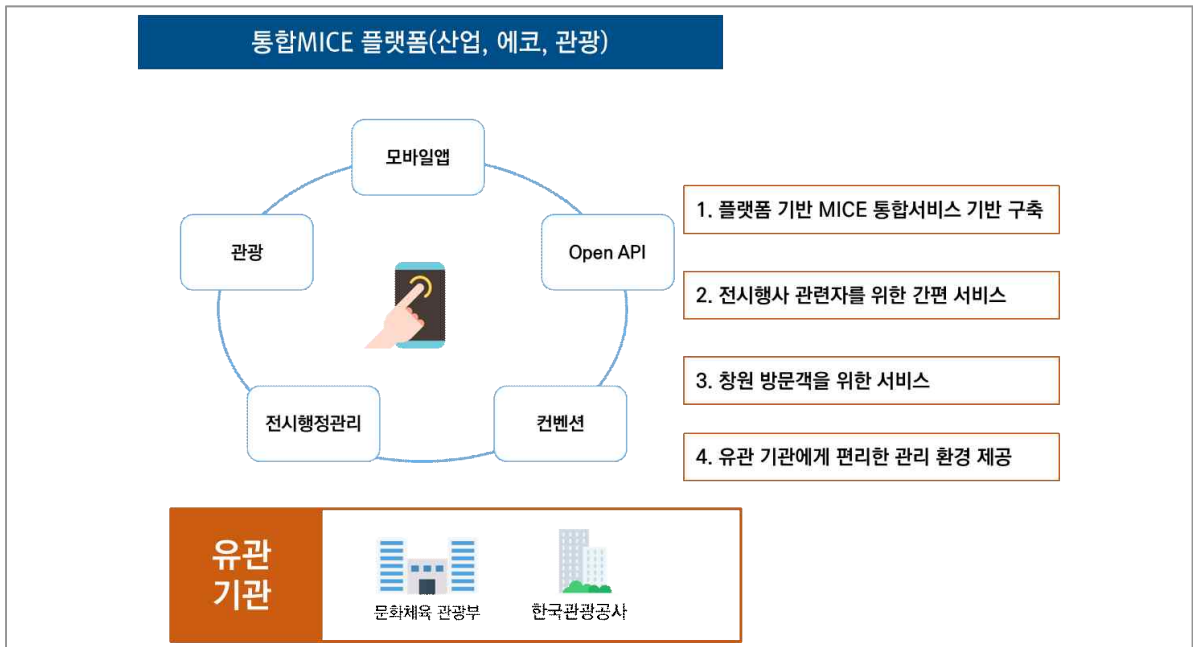 통합MICE 플랫폼(산업, 에코, 관광)
모바일앱
관광
Open API
전시행정관리
컨벤션
1. 플랫폼 기반 MICE 통합서비스 기반 구축
2. 전시행사 관련자를 위한 간편 서비스
3. 창원 방문객을 위한 서비스
4. 유관 기관에게 편리한 관리 환경 제공
유관
기관
문화체육 관광부
한국관광공사